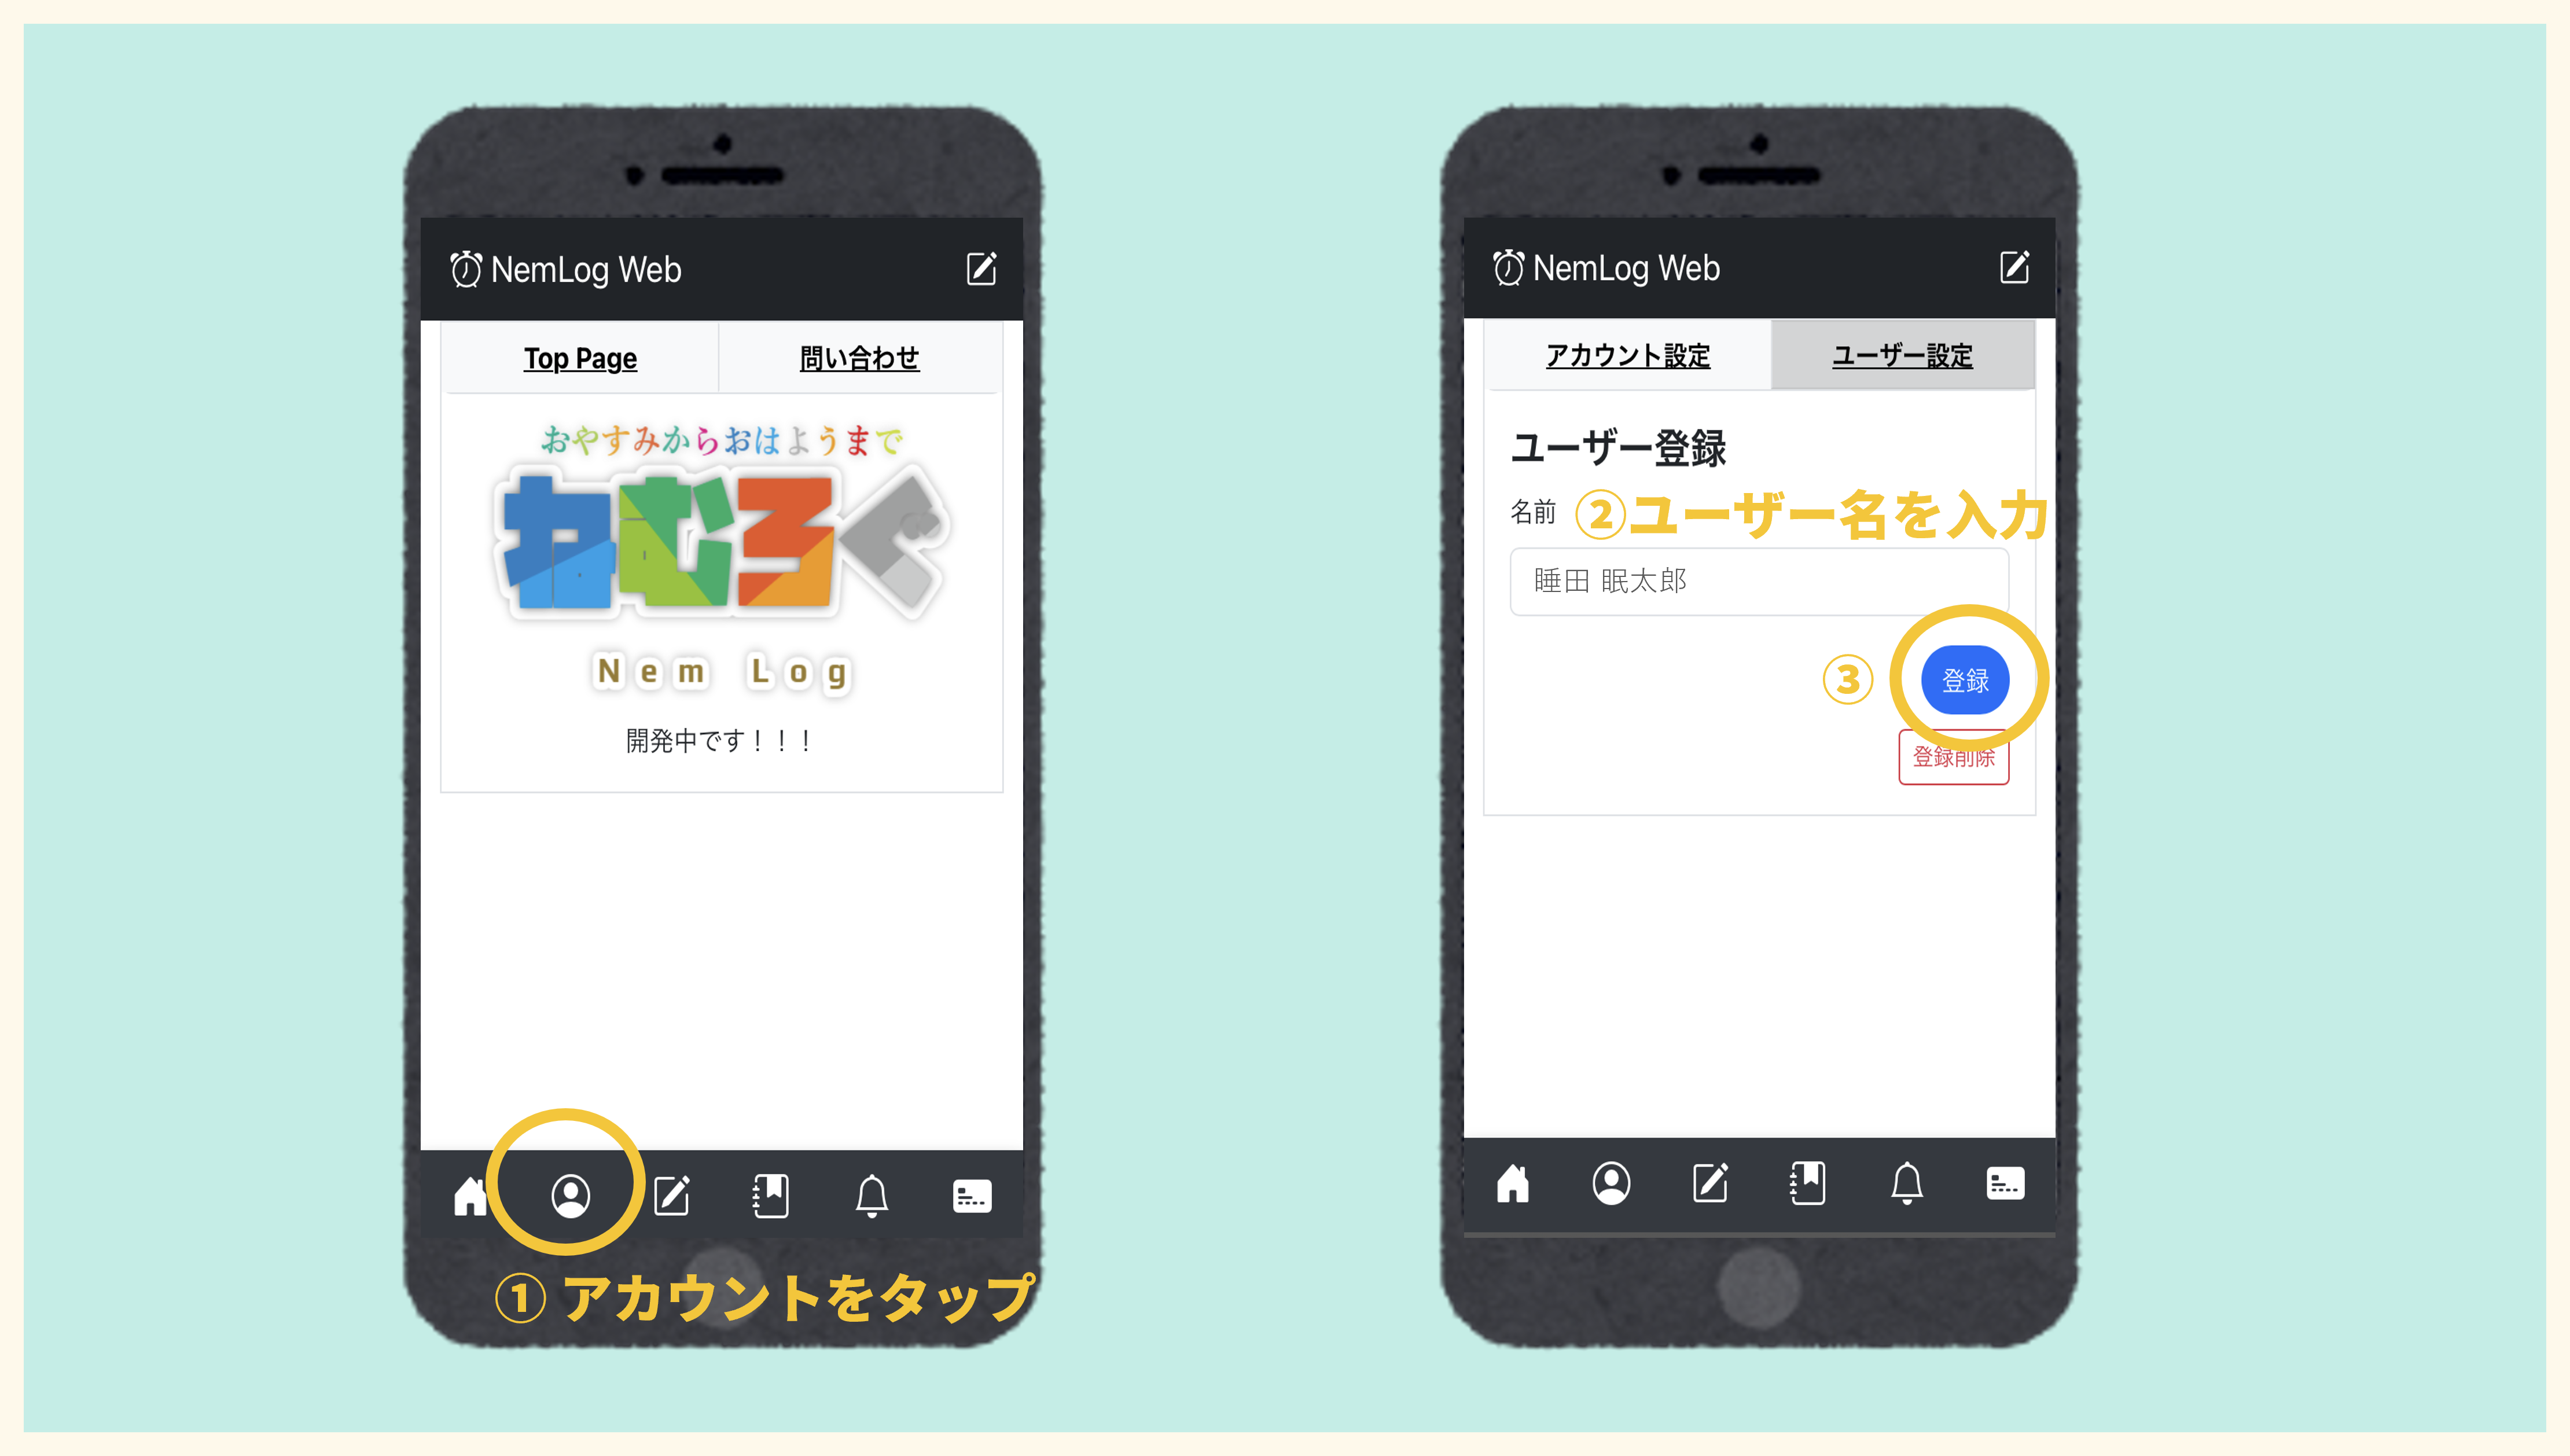 NemLog Web
Top Page
問い合わせ
おやすみからおはようまで
ねむろぐ
Nem Log
開発中です！！！
① アカウントをタップ
NemLog Web
アカウント設定
ユーザー設定
ユーザー登録
名前
②ユーザー名を入力
睡田 眠太郎
③
登録
登録削除